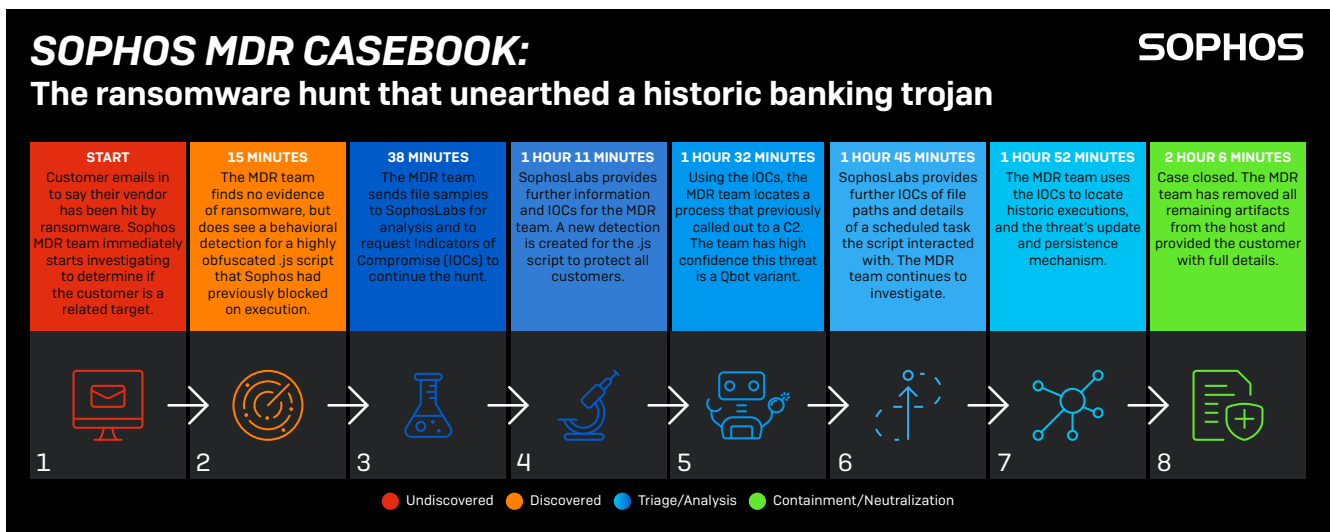 SOPHOS MDR CASEBOOK:
SOPHOS
The ransomware hunt that unearthed a historic banking trojan
START
Customer emails in
to say their vendor
has been hit by
ransomware. Sophos
MDR team immediately
starts investigating
to determine if
the customer is a
related target.
1
15 MINUTES
The MDR team
finds no evidence
of ransomware, but
does see a behavioral
detection for a highly
obfuscated .js script
that Sophos had
previously blocked
on execution.
2
38 MINUTES
The MDR team
sends file samples
to SophosLabs for
analysis and to
request Indicators of
Compromise (IOCs) to
continue the hunt.
3
1 HOUR 11 MINUTES
SophosLabs provides
further information
and IOCs for the MDR
team. A new detection
is created for the .js
script to protect all
customers.
4
1 HOUR 32 MINUTES
Using the IOCs, the
MDR team locates a
process that previously
called out to a C2.
The team has high
confidence this threat
is a Qbot variant.
5
1 HOUR 45 MINUTES
SophosLabs provides
further IOCs of file
paths and details
of a scheduled task
the script interacted
with. The MDR
team continues to
investigate.
6
1 HOUR 52 MINUTES
The MDR team uses
the IOCs to locate
historic executions,
and the threat's update
and persistence
mechanism.
7
2 HOUR 6 MINUTES
Case closed. The MDR
team has removed all
remaining artifacts
from the host and
provided the customer
with full details.
8
Undiscovered
Discovered
Triage/Analysis
Containment/Neutralization